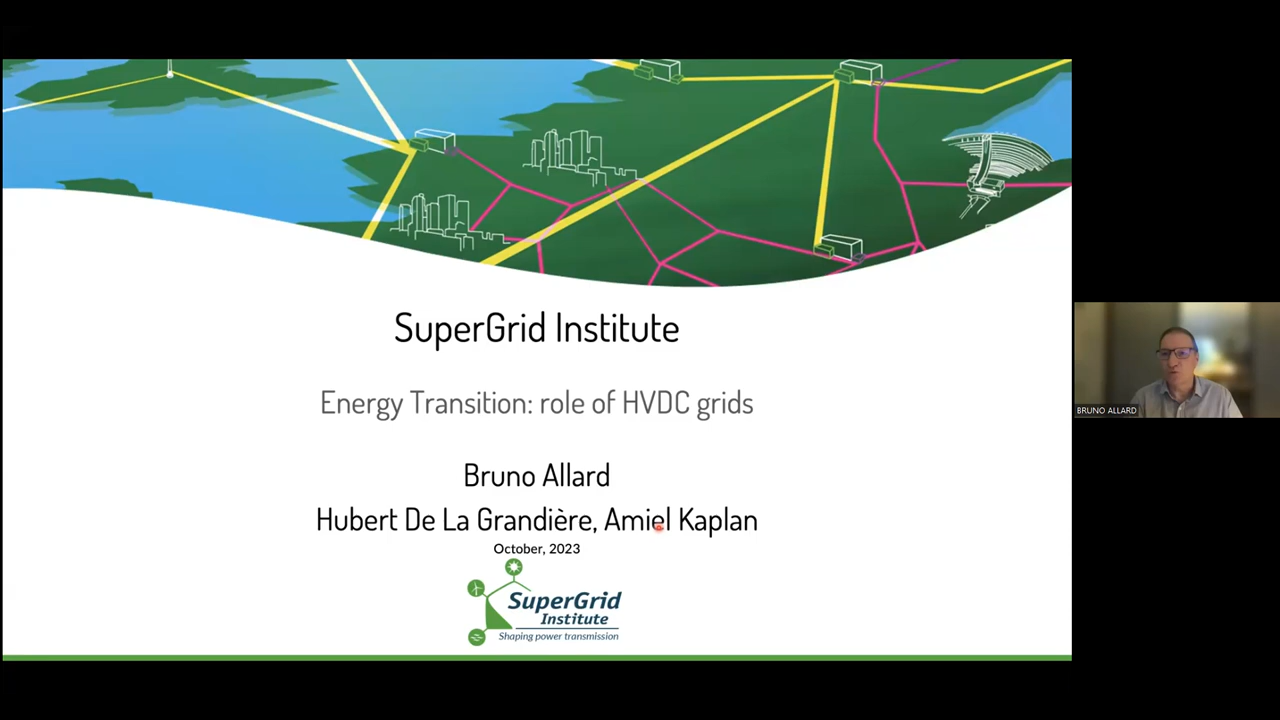 SuperGrid Institute
Energy Transition: role of HVDC grids
Bruno Allard
Hubert De La Grandière, Amiel Kaplan
October, 2023
SuperGrid
Institute
Shaping power transmission
BRUNO ALLARD